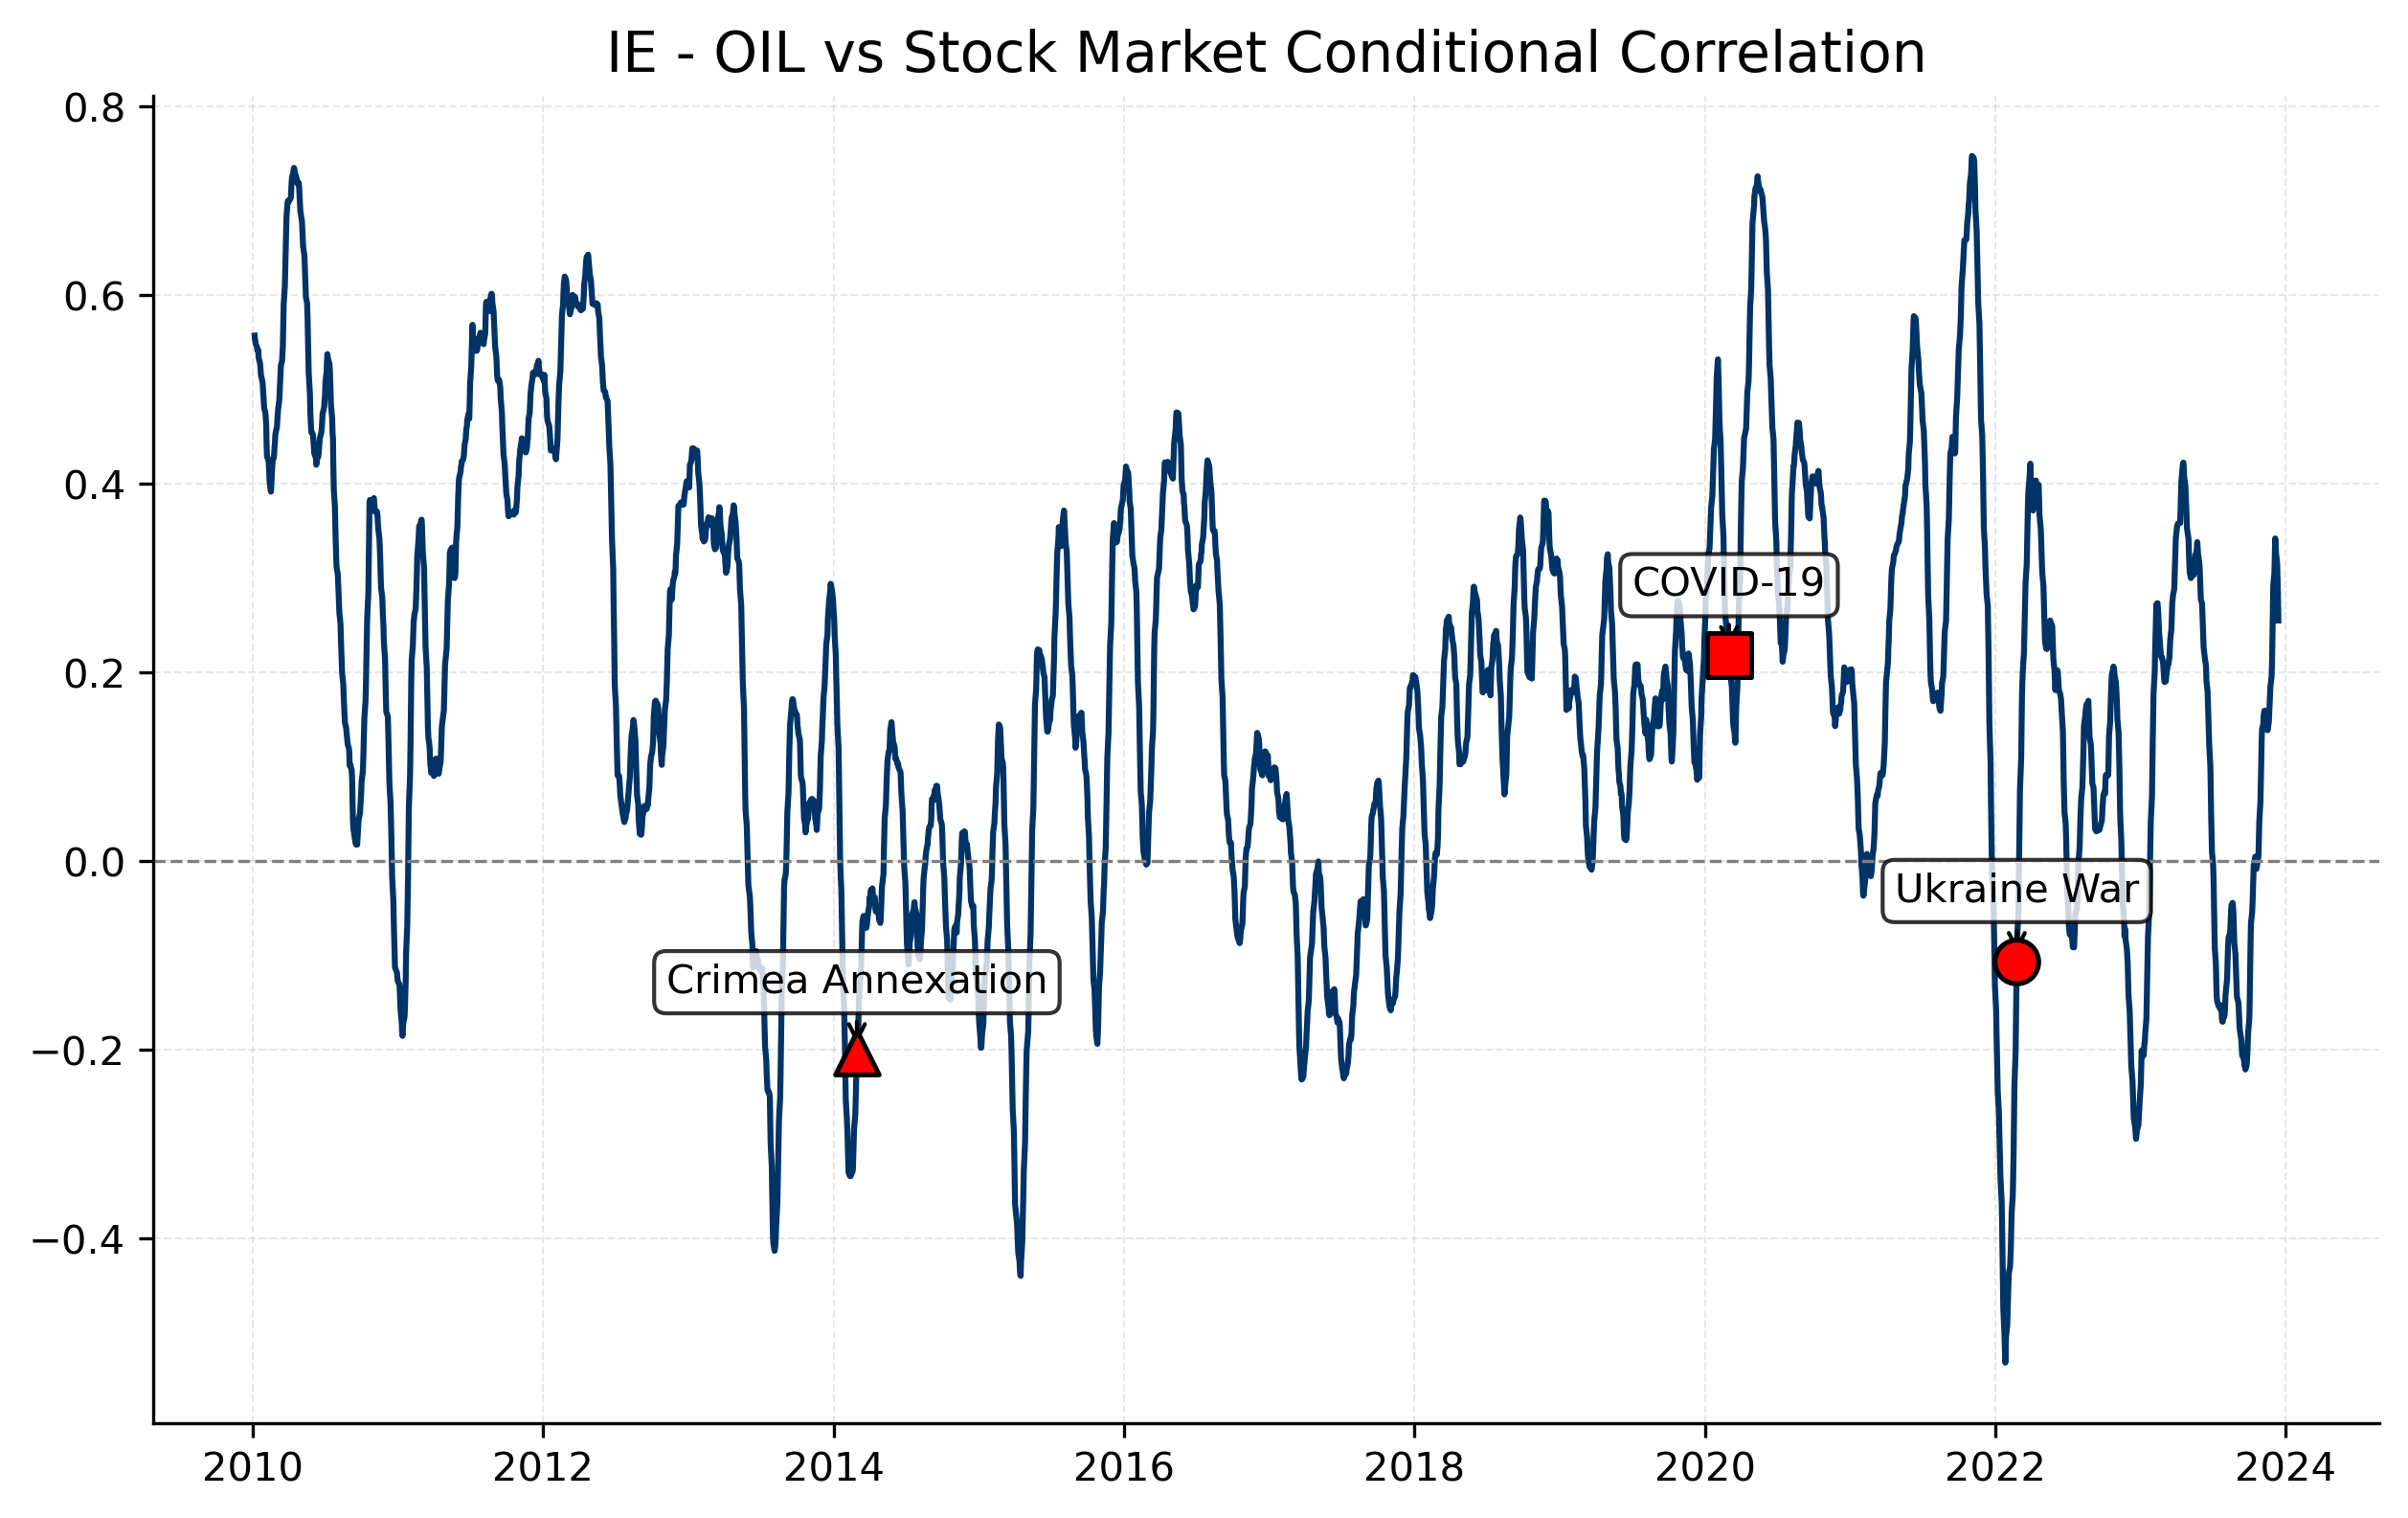 IE - OIL vs Stock Market Conditional Correlation
0.8
0.6
0.4
0.2
0.0
−0.2
−0.4
COVID-19
Ukraine War
Crimea Annexation
2010 2012 2014 2016 2018 2020 2022 2024